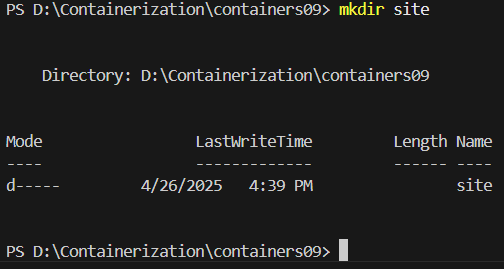 PS D:\Containerization\containers09> mkdir site
Directory: D:\Containerization\containers09
Mode                 LastWriteTime         Length Name
----                 -------------         ------ ----
d-----         4/26/2025   4:39 PM                site
PS D:\Containerization\containers09>